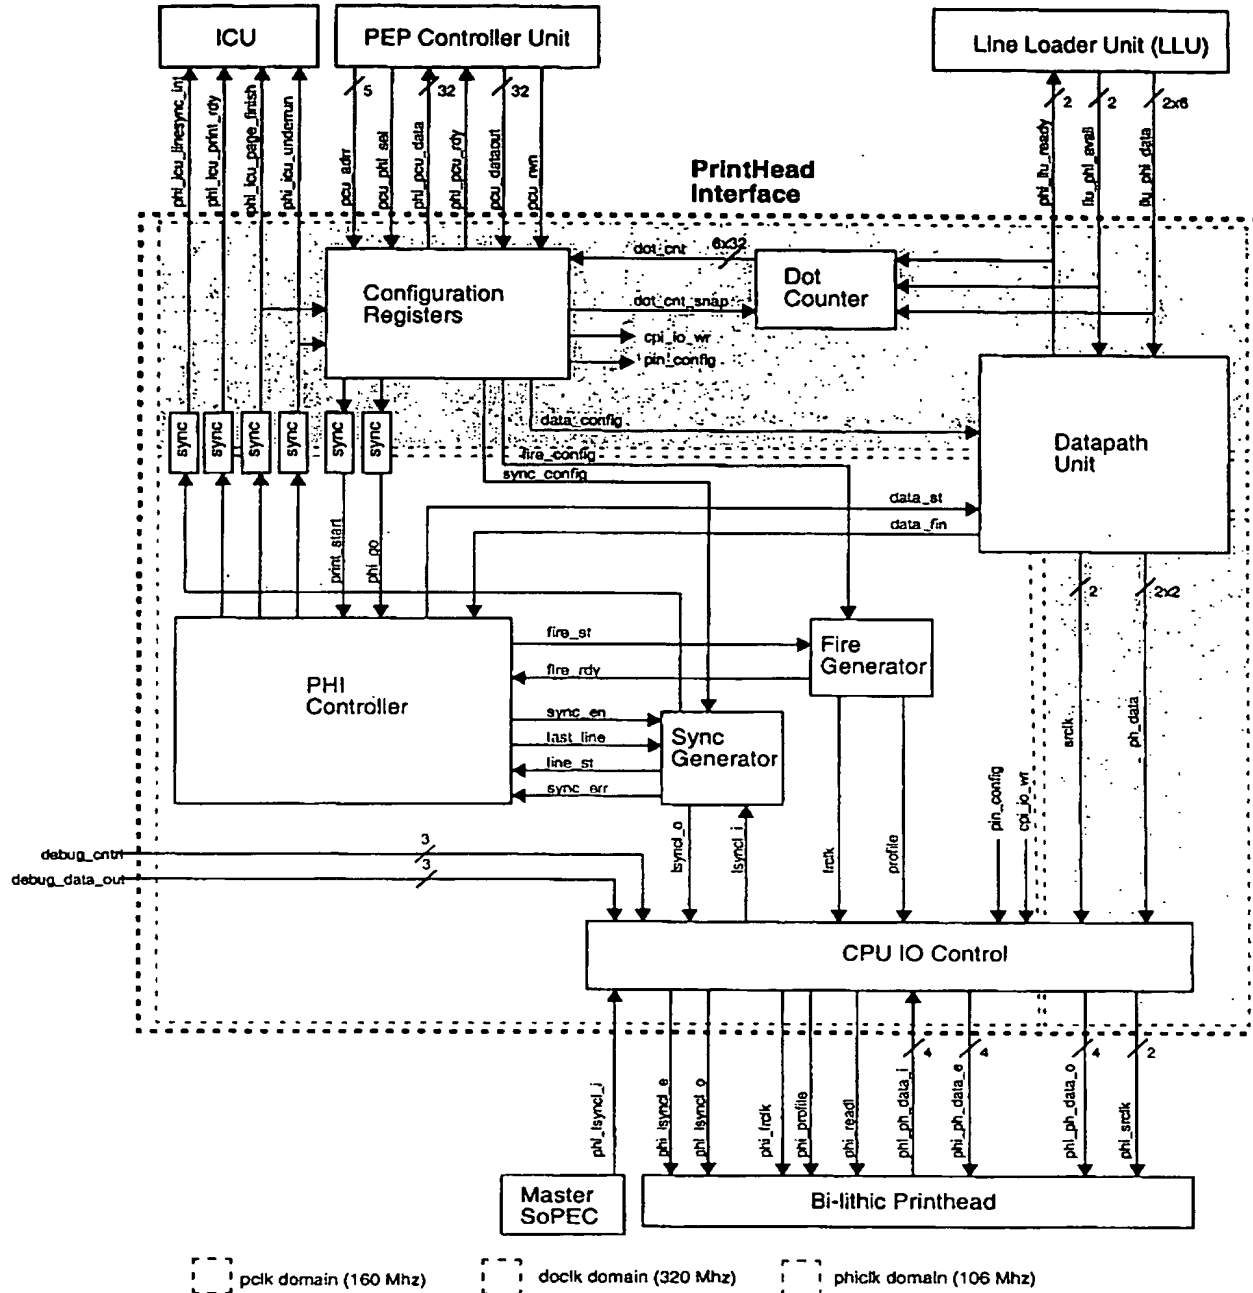 ICU
PEP Controller Unit
Line Loader Unit (LLU)
phi_icu_linesync_int
phi_icu_print_rdy
phi_icu_page_finish
phi_icu_underrun
5
32
32
pcu_adrr
pcu_phi_sel
phi_pcu_data
phi_pcu_rdy
pcu_dataout
pcu_rwn
2
2
2x6
phi_llu_ready
llu_phi_avail
llu_phi_data
PrintHead
Interface
Configuration
Registers
dot_cnt
6x32
dot_cnt_snap
cpi_io_wr
pin_config
Dot
Counter
sync
sync
sync
sync
sync
sync
data_config
fire_config
sync_config
Datapath
Unit
data_st
data_fin
print_start
phi_go
2
2x2
srclk
ph_data
PHI
Controller
fire_st
fire_rdy
sync_en
last_line
line_st
sync_err
Fire
Generator
Sync
Generator
lsyncl_o
lsyncl_i
frclk
profile
pin_config
cpi_io_wr
debug_cntrl
3
debug_data_out
3
CPU IO Control
phi_lsyncl_i
phi_lsyncl_e
phi_lsyncl_o
phi_frclk
phi_profile
phi_readl
phi_ph_data_i
4
phi_ph_data_e
4
phi_ph_data_o
4
phi_srclk
2
Master
SoPEC
Bi-lithic Printhead
pclk domain (160 Mhz)
doclk domain (320 Mhz)
phiclk domain (106 Mhz)